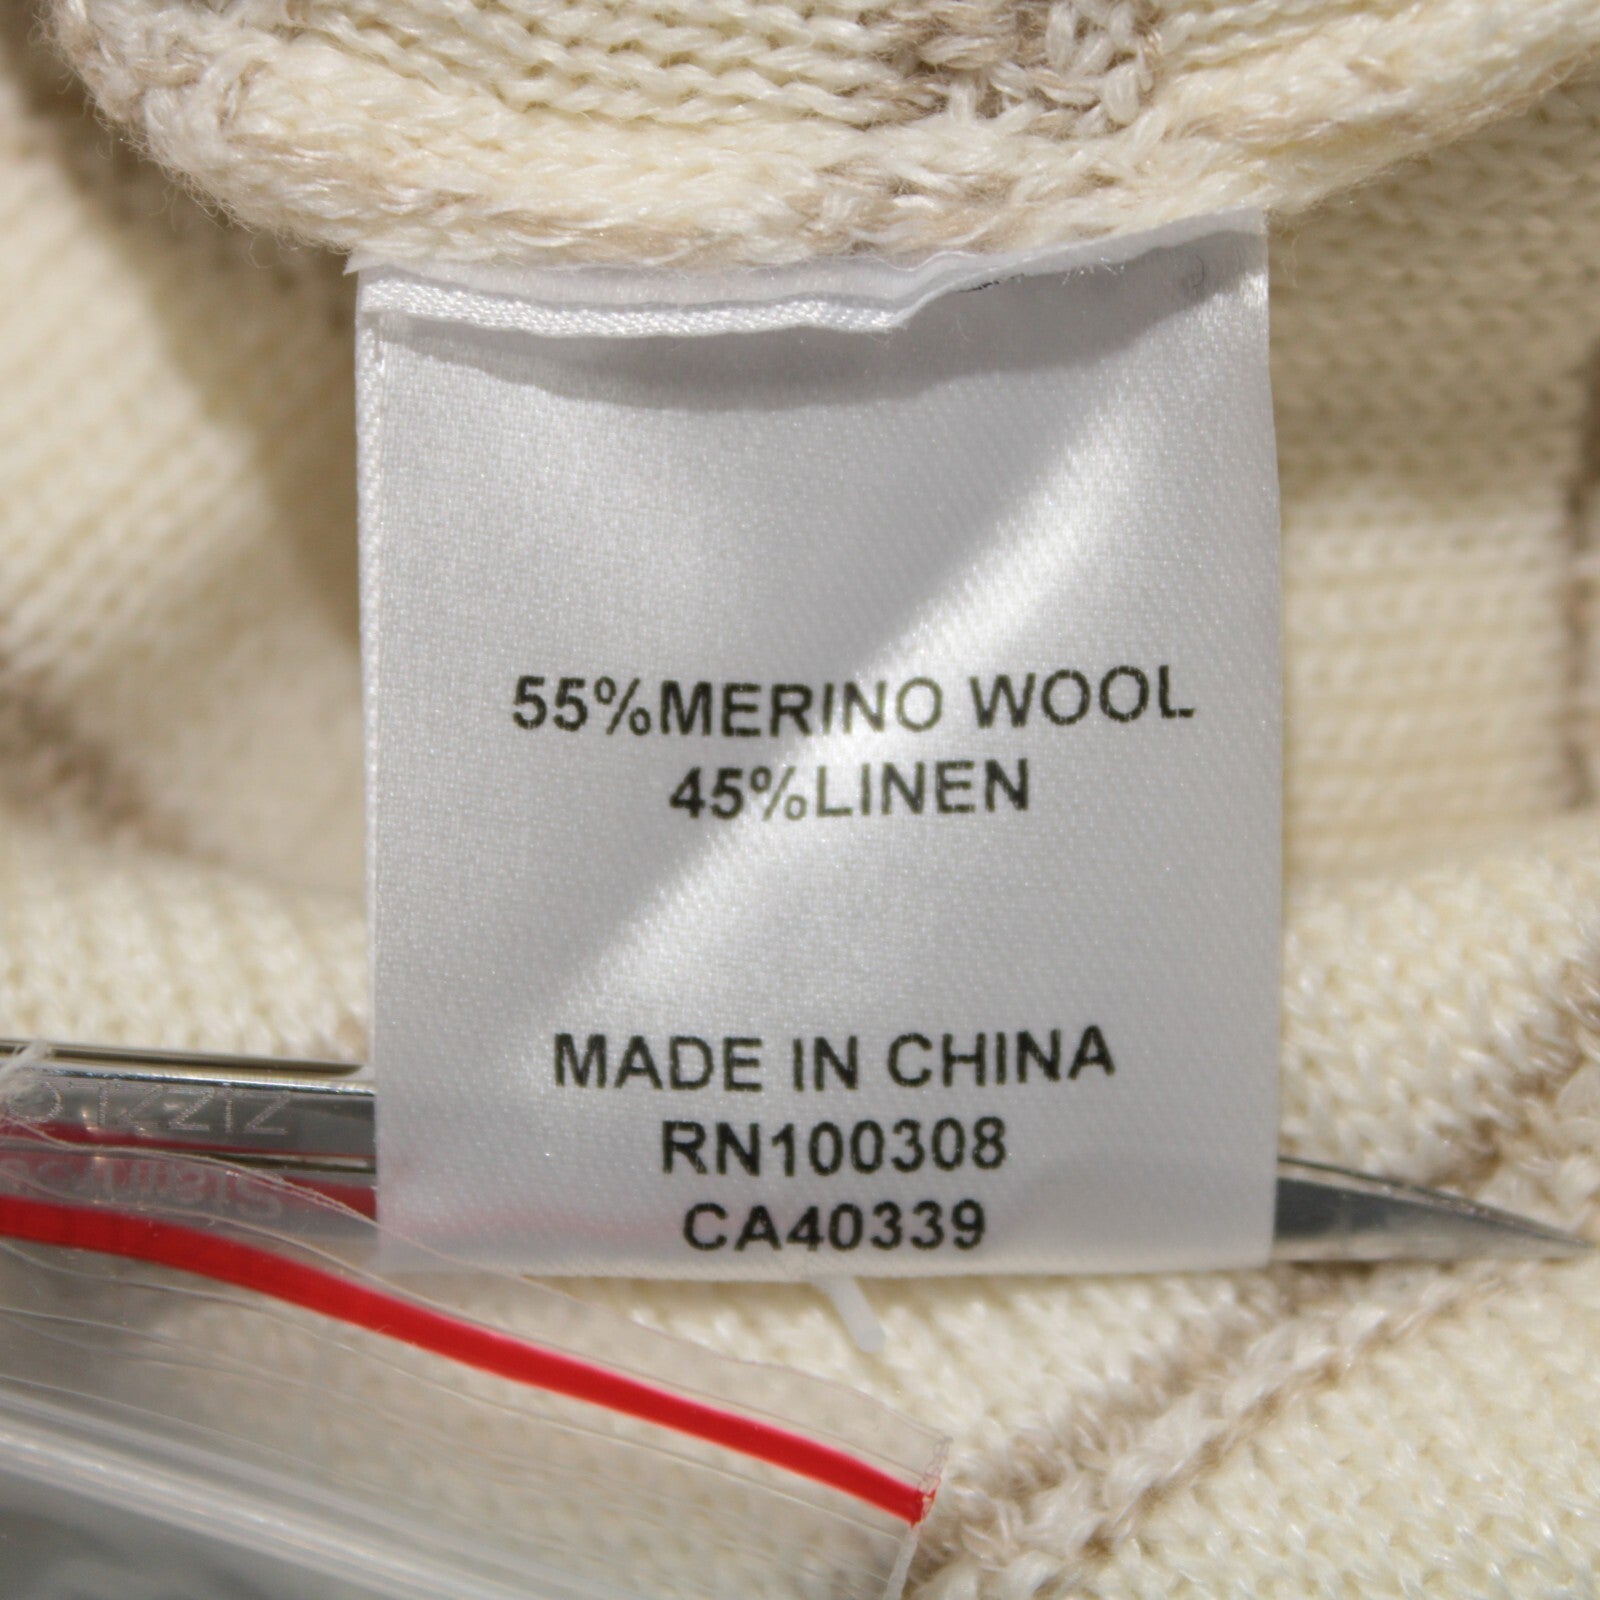 55%MERINO WOOL
45%LINEN
MADE IN CHINA
RN100308
CA40339